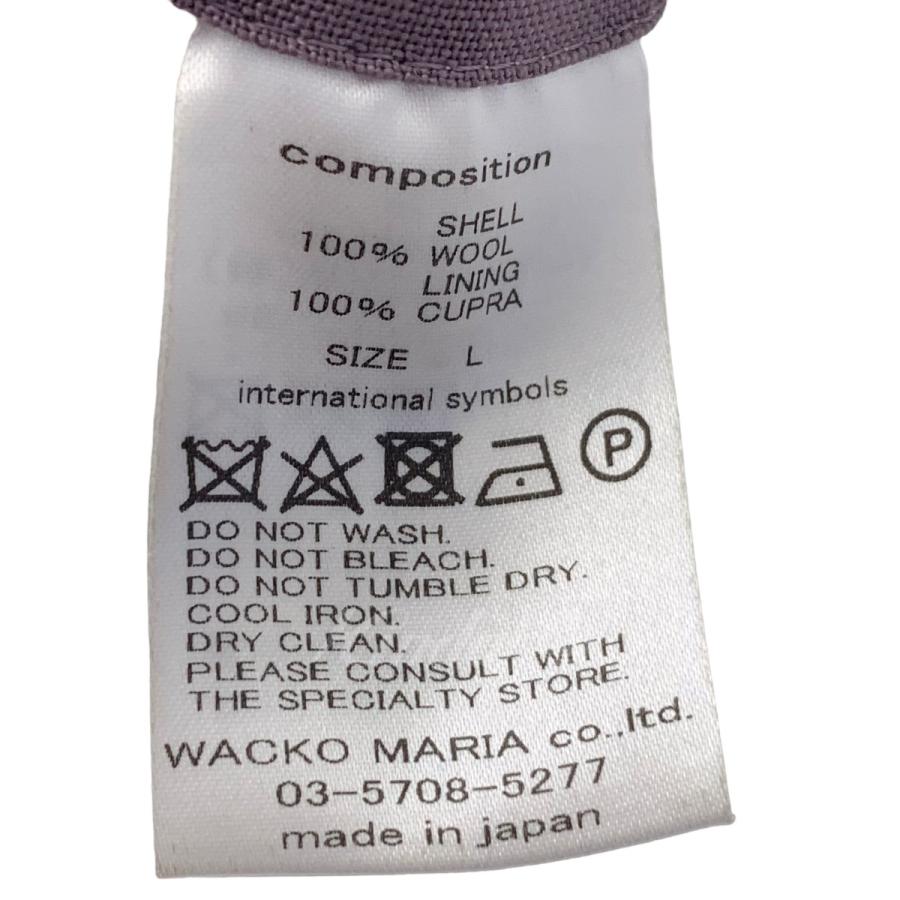 composition
SHELL
100% WOOL
LINING
100% CUPRA
SIZE L
international symbols
P
DO NOT WASH.
DO NOT BLEACH.
DO NOT TUMBLE DRY.
COOL IRON.
DRY CLEAN.
PLEASE CONSULT WITH
THE SPECIALTY STORE.
WACKO MARIA co.,ltd.
03-5708-5277
made in japan